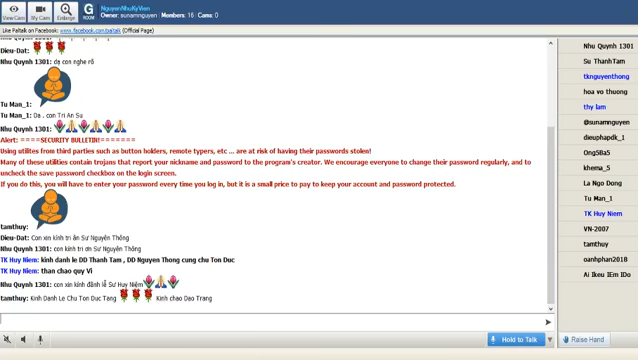 View Cam
My Cam
Enlarge
G
ROOM
NguyenNhuKyVien
Owner: sunamnguyen | Members: 16 | Cams: 0
Like Paltalk on Facebook: www.facebook.com/paltalk (Official Page)
Dieu-Dat:
Nhu Quynh 1301: dạ con nghe rõ
Tu Man_1:
Tu Man_1: Da . con Tri An Su
Nhu Quynh 1301:
Alert: ====SECURITY BULLETIN!=======
Using utilites from third parties such as button holders, remote typers, etc ... are at risk of having their passwords stolen!
Many of these utilities contain trojans that report your nickname and password to the program's creator. We encourage everyone to change their password regularly, and to
uncheck the save password checkbox on the login screen.
If you do this, you will have to enter your password every time you log in, but it is a small price to pay to keep your account and password protected.
tamthuy:
Dieu-Dat: Con xin kính tri ân Sư Nguyên Thông
Nhu Quynh 1301: con kính tri ơn Sư Nguyên Thông
TK Huy Niem: kinh danh le DD Thanh Tam , DD Nguyen Thong cung chu Ton Duc
TK Huy Niem: than chao quy Vi
Nhu Quynh 1301: con xin kính đảnh lễ Sư Huy Niệm
tamthuy: Kinh Danh Le Chu Ton Duc Tang Kinh chao Dao Trang
Hold to Talk
Raise Hand
Nhu Quynh 1301
Su ThanhTam
tknguyenthong
hoa vo thuong
thy lam
@sunamnguyen
dieuphapdk_1
Ong5Ba5
khema_5
La Ngo Dong
Tu Man_1
TK Huy Niem
VN-2007
tamthuy
oanhphan2018
Ai Ikeu IEm IDo